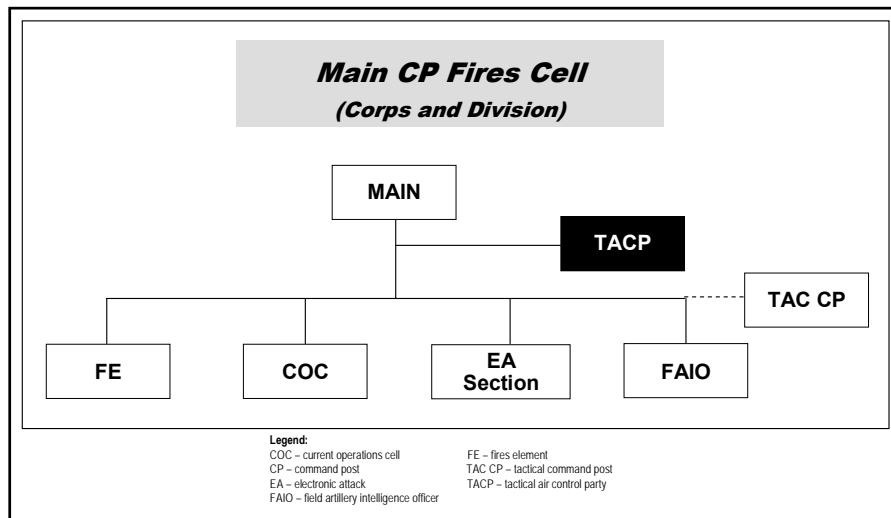 Main CP Fires Cell
(Corps and Division)
MAIN
TACP
TAC CP
FE
COC
EA
Section
FAIO
Legend:
COC – current operations cell
CP – command post
EA – electronic attack
FAIO – field artillery intelligence officer
FE – fires element
TAC CP – tactical command post
TACP – tactical air control party